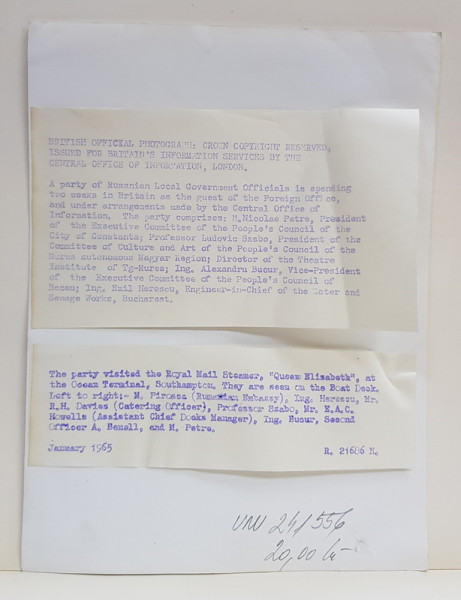 BRITISH OFFICIAL PHOTOGRAPH: CROWN COPYRIGHT RESERVED.
ISSUED FOR BRITAIN'S INFORMATION SERVICES BY THE
CENTRAL OFFICE OF INFORMATION, LONDON.
A party of Rumanian Local Government Officials is spending
two weeks in Britain as the guest of the Foreign Office,
and under arrangements made by the Central Office of
Information. The party comprises: M.Nicolae Petre, President
of the Executive Committee of the People's Council of the
City of Constanta; Professor Ludovic Szabo, President of the
Committee of Culture and Art of the People's Council of the
Mures autonomous Magyar Region; Director of the Theatre
Institute of Tg-Mures; Ing. Alexandru Bucur, Vice-President
of the Executive Committee of the People's Council of
Bacau; Ing. Emil Herescu, Engineer-in-Chief of the Water and
Sewage Works, Bucharest.
The party visited the Royal Mail Steamer, "Queen Elizabeth", at
the Ocean Terminal, Southampton. They are seen on the Boat Deck.
Left to right:- M. Pirosca (Rumanian Embassy), Ing. Herescu, Mr.
R.H. Davies (Catering Officer), Professor Szabo, Mr. E.A.C.
Howells (Assistant Chief Docks Manager), Ing. Bucur, Second
Officer A. and M. Petre.
January 1965 R. 21686 N.
241556
20,00